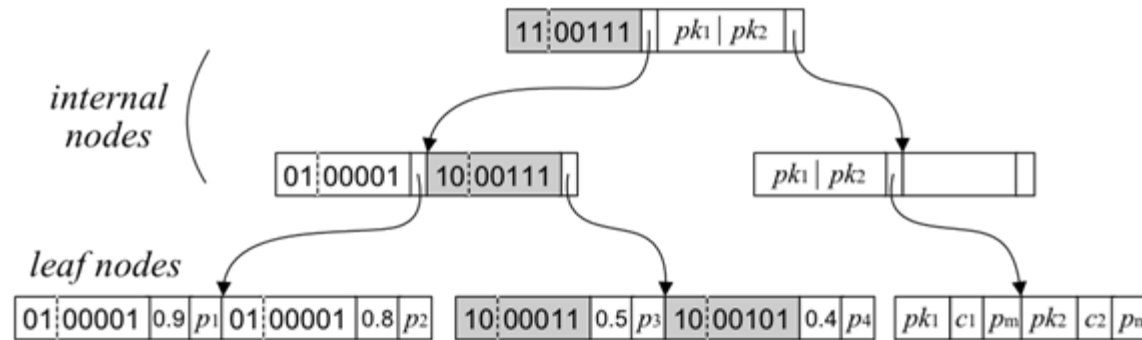 11 00111 pk1 | pk2
internal
nodes
01 00001 10 00111 pk1 | pk2
leaf nodes
01 00001 0.9 p1 01 00001 0.8 p2 10 00011 0.5 p3 10 00101 0.4 p4 pk1 c1 pm pk2 c2 pn